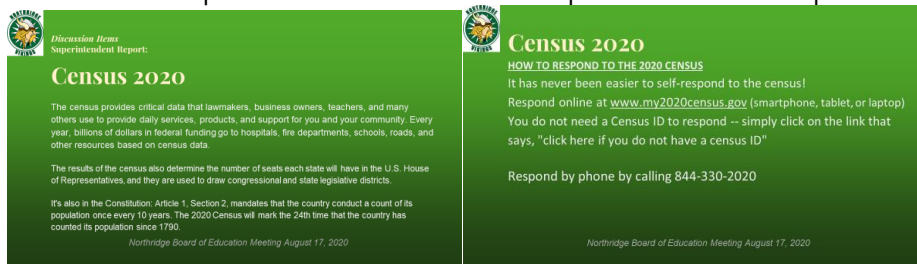 NORTHRIDGE
VIKINGS
Discussion Items
Superintendent Report:
Census 2020
The census provides critical data that lawmakers, business owners, teachers, and many
others use to provide daily services, products, and support for you and your community. Every
year, billions of dollars in federal funding go to hospitals, fire departments, schools, roads, and
other resources based on census data.
The results of the census also determine the number of seats each state will have in the U.S. House
of Representatives, and they are used to draw congressional and state legislative districts.
It's also in the Constitution: Article 1, Section 2, mandates that the country conduct a count of its
population once every 10 years. The 2020 Census will mark the 24th time that the country has
counted its population since 1790.
Northridge Board of Education Meeting August 17, 2020
NORTHRIDGE
VIKINGS
Census 2020
HOW TO RESPOND TO THE 2020 CENSUS
It has never been easier to self-respond to the census!
Respond online at www.my2020census.gov (smartphone, tablet, or laptop)
You do not need a Census ID to respond -- simply click on the link that
says, "click here if you do not have a census ID"
Respond by phone by calling 844-330-2020
Northridge Board of Education Meeting August 17, 2020